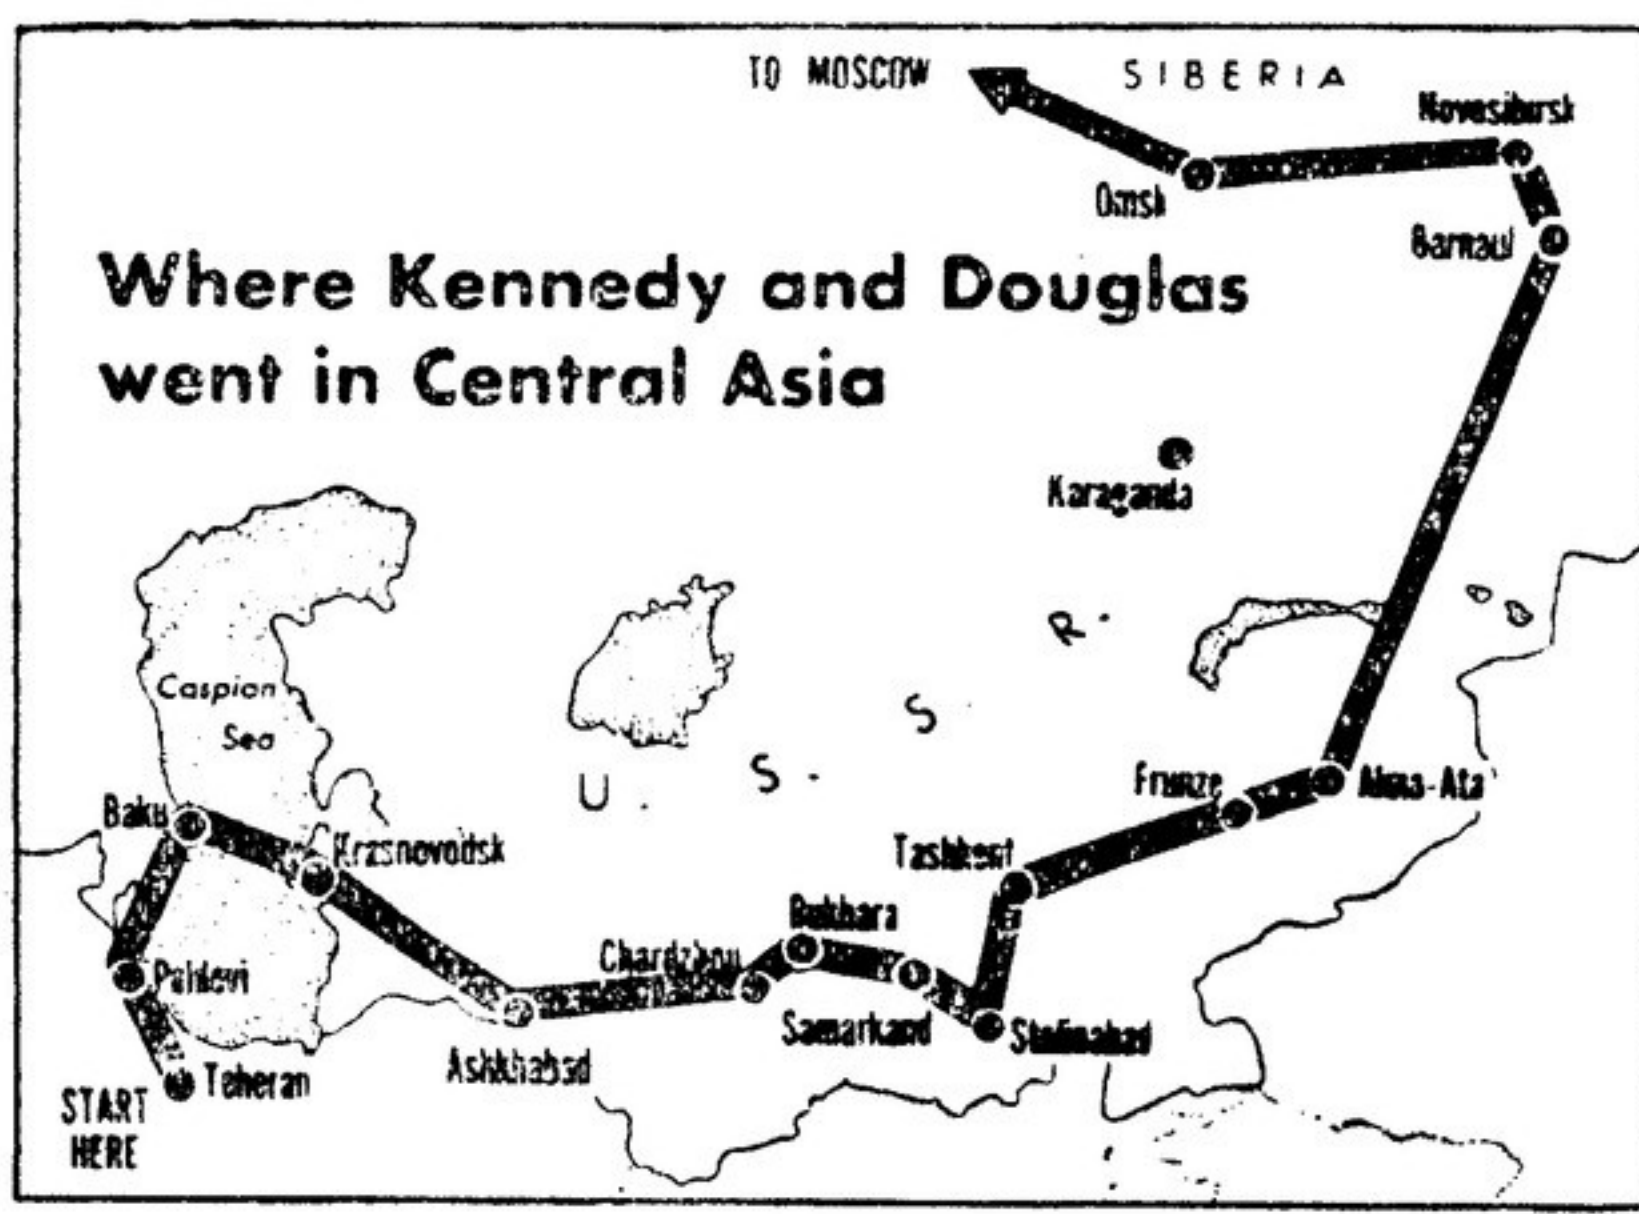 TO MOSCOW
SIBERIA
Novosibirsk
Omsk
Barnaul
Where Kennedy and Douglas
went in Central Asia
Karaganda
Caspian
Sea
U. S. S. R.
Baku
Krasnovodsk
Frunze
Alma-Ata
Tashkent
Bukhara
Chardzhou
Pahlevi
Samarkand
Stalinabad
Ashkhabad
Teheran
START
HERE